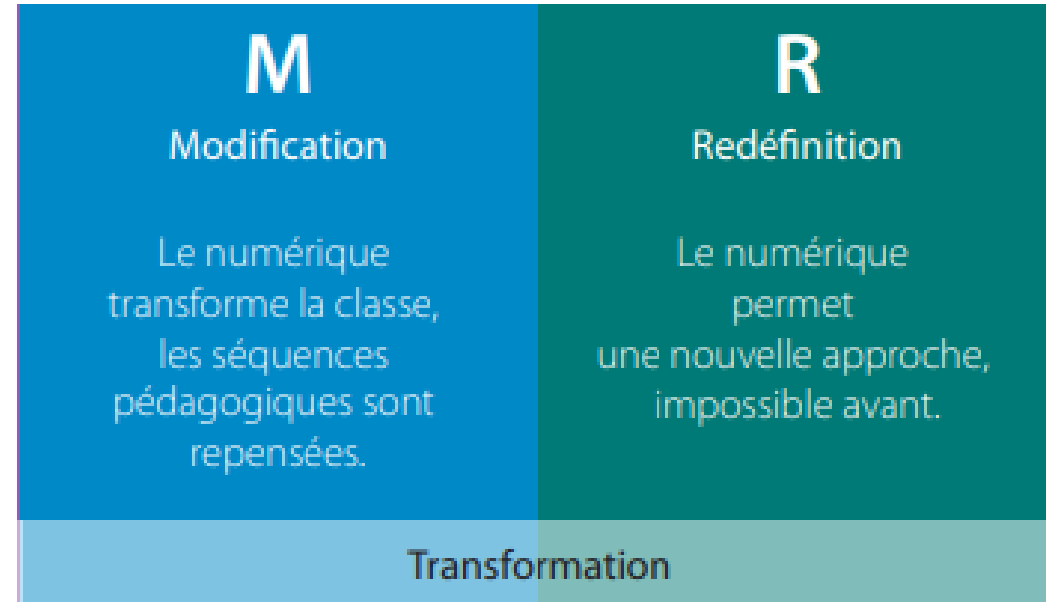 M
Modification
Le numérique
transforme la classe,
les séquences
pédagogiques sont
repensées.
R
Redéfinition
Le numérique
permet
une nouvelle approche,
impossible avant.
Transformation